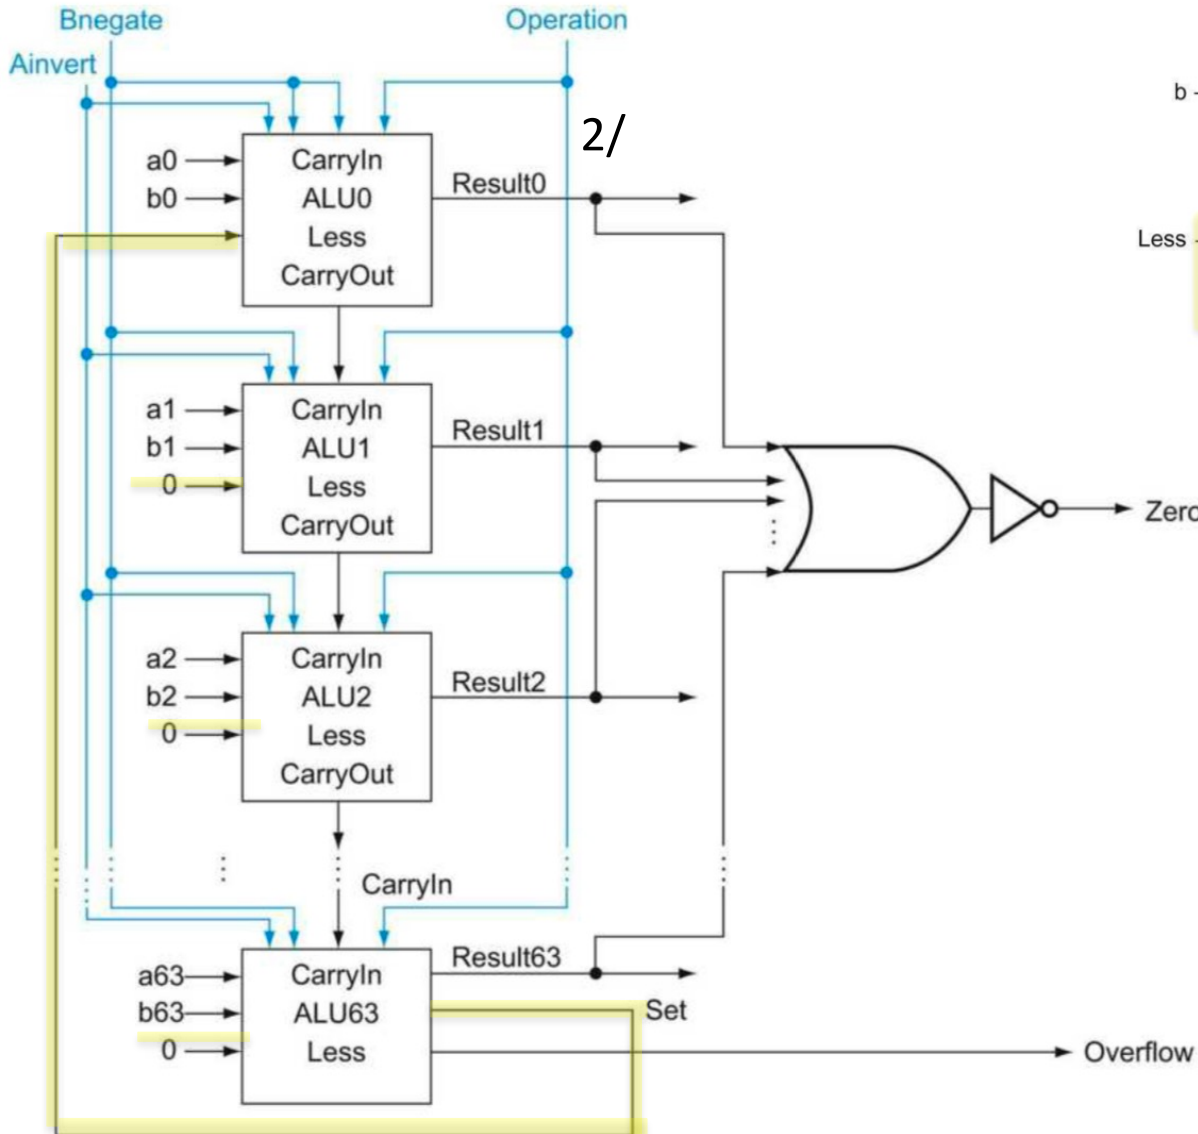 Bnegate
Operation
Ainvert
b
2/
a0
CarryIn
b0
ALU0
Result0
Less
CarryOut
Less
a1
CarryIn
b1
ALU1
Result1
0
Less
CarryOut
Zero
a2
CarryIn
b2
ALU2
Result2
0
Less
CarryOut
CarryIn
a63
CarryIn
Result63
b63
ALU63
Set
0
Less
Overflow